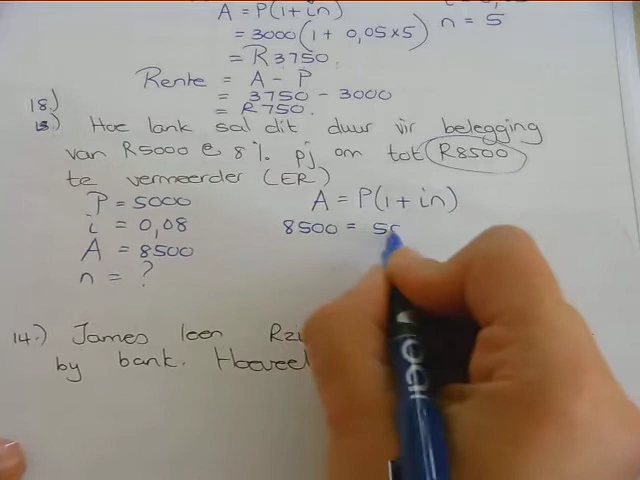 A = P(1 + in)
= 3000(1 + 0,05×5) n = 5
= R3750.
Rente = A - P
= 3750 - 3000
= R750.
18.)
13.) Hoe lank sal dit duur vir belegging
van R5000 @ 8% pj om tot R8500
te vermeerder (ER)
P = 5000 A = P(1 + in)
i = 0,08 8500 = 50
A = 8500
n = ?
14.) James leen
by bank. Hoeveel